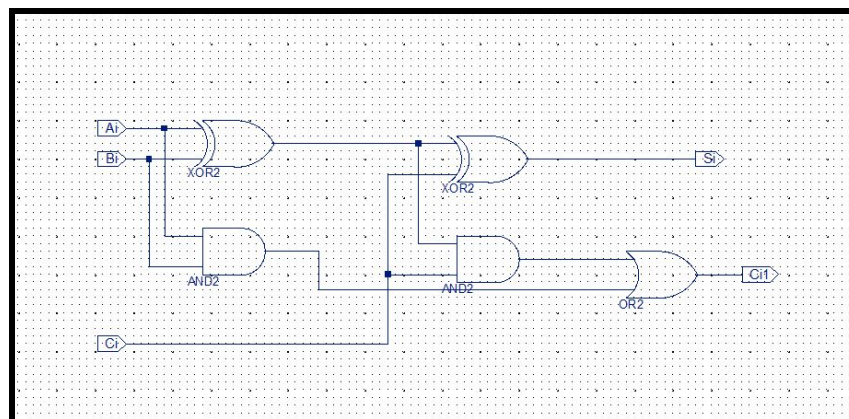 Ai
Bi
XOR2
XOR2
Si
AND2
AND2
OR2
Ci1
Ci